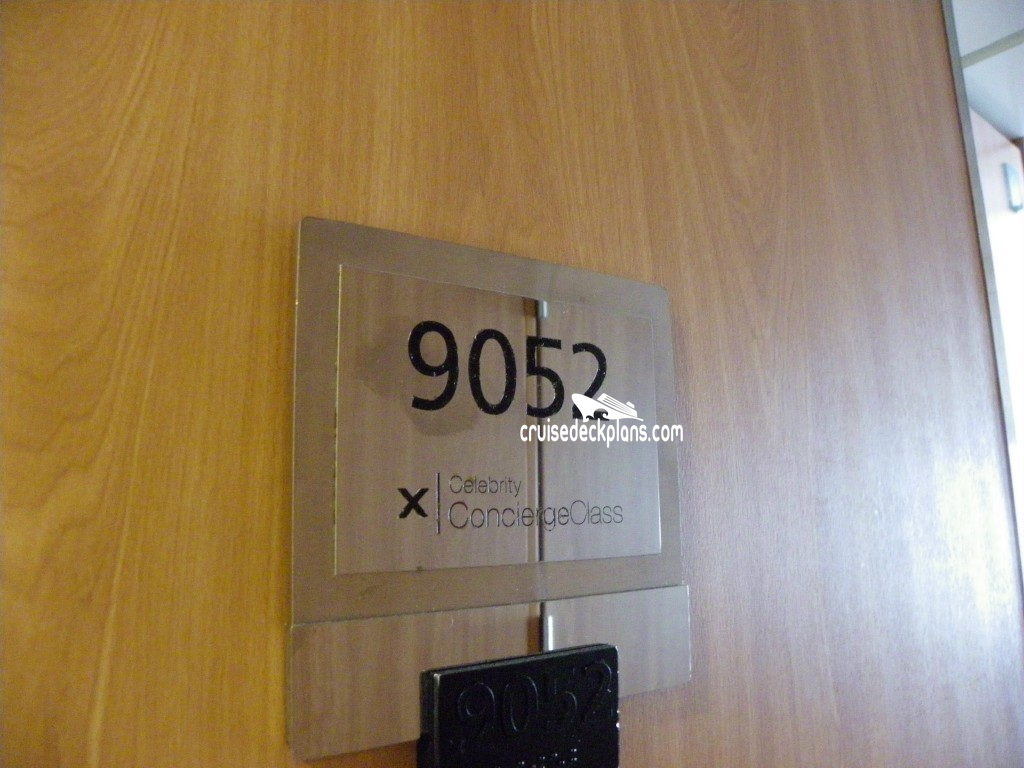 9052
cruisedeckplans.com
X Celebrity
ConciergeClass
9052